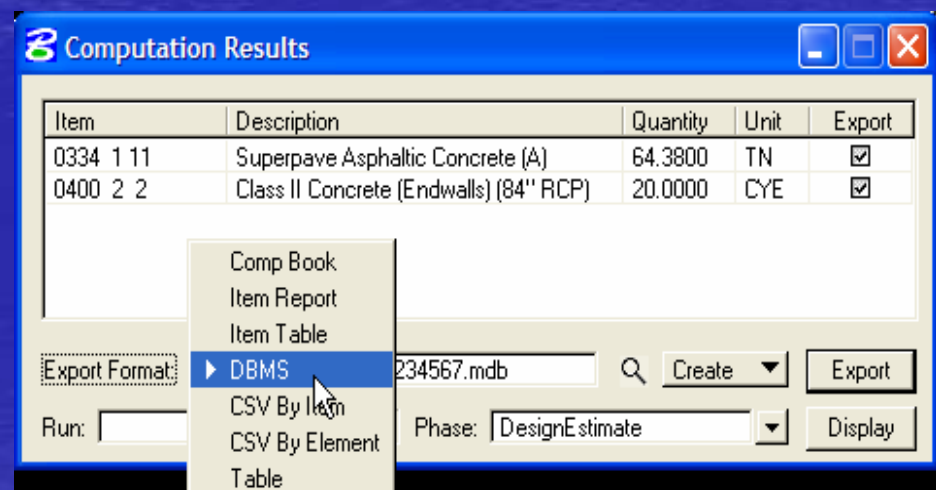 Computation Results
Item Description Quantity Unit Export
0334 1 11 Superpave Asphaltic Concrete (A) 64.3800 TN
0400 2 2 Class II Concrete (Endwalls) (84" RCP) 20.0000 CYE
Comp Book
Item Report
Item Table
Export Format: DBMS 234567.mdb Create Export
CSV By Item
Run: Phase: DesignEstimate Display
CSV By Element
Table